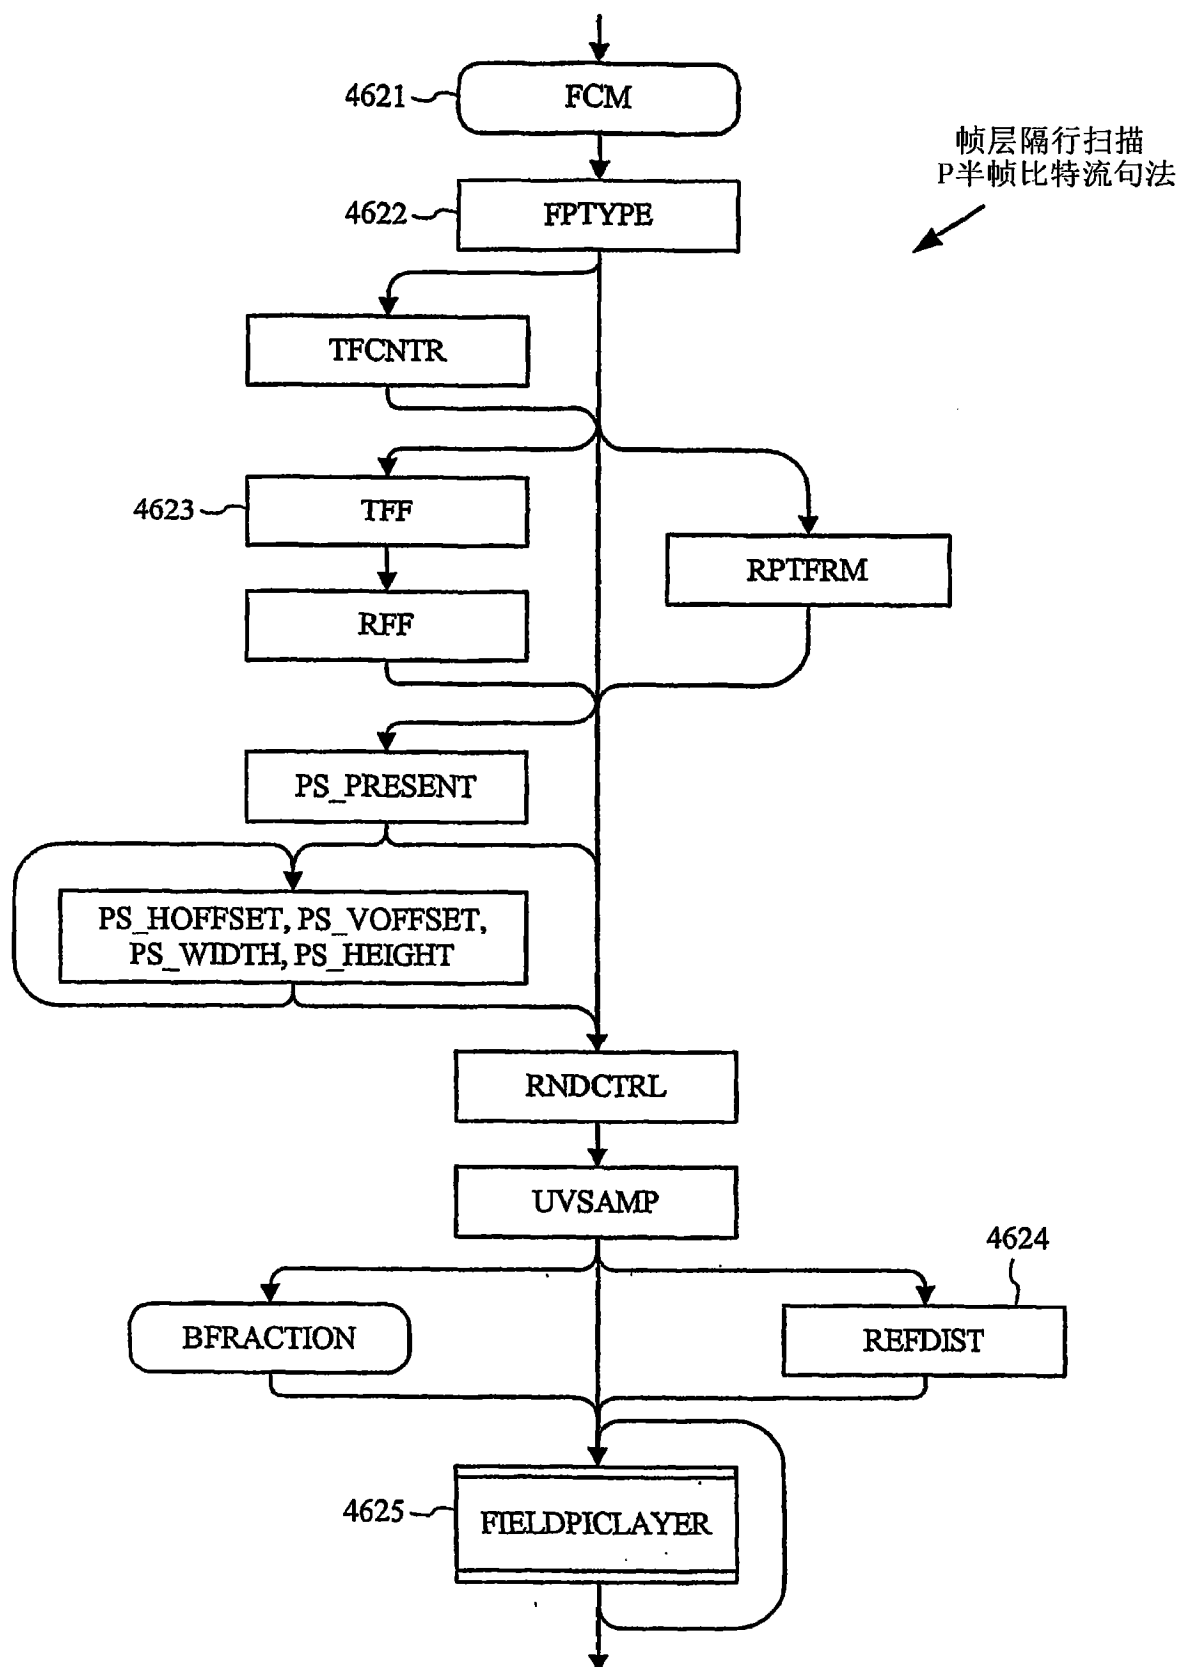 4621
FCM
帧层隔行扫描
P半帧比特流句法
4622
FPTYPE
TFCNTR
4623
TFF
RPTFRM
RFF
PS_PRESENT
PS_HOFFSET, PS_VOFFSET,
PS_WIDTH, PS_HEIGHT
RNDCTRL
UVSAMP
4624
BFRACTION
REFDIST
4625
FIELDPICLAYER